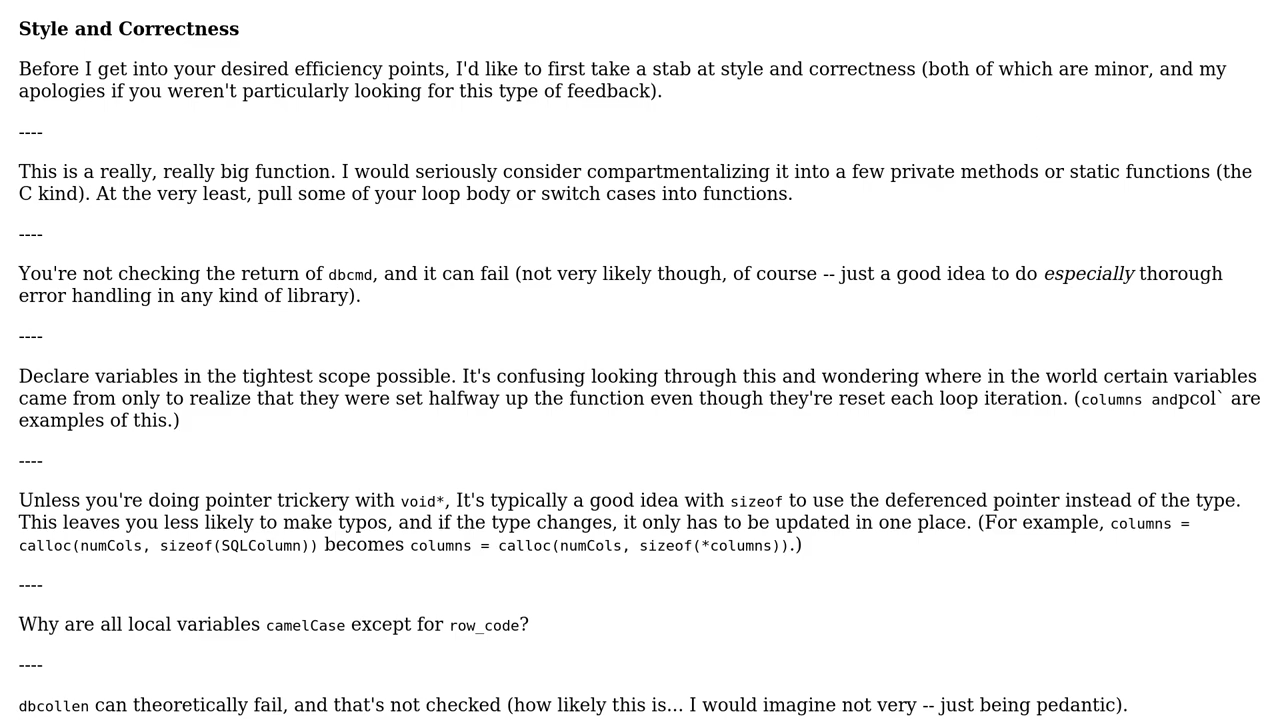 Style and Correctness
Before I get into your desired efficiency points, I'd like to first take a stab at style and correctness (both of which are minor, and my
apologies if you weren't particularly looking for this type of feedback).
----
This is a really, really big function. I would seriously consider compartmentalizing it into a few private methods or static functions (the
C kind). At the very least, pull some of your loop body or switch cases into functions.
----
You're not checking the return of dbcmd, and it can fail (not very likely though, of course -- just a good idea to do especially thorough
error handling in any kind of library).
----
Declare variables in the tightest scope possible. It's confusing looking through this and wondering where in the world certain variables
came from only to realize that they were set halfway up the function even though they're reset each loop iteration. (columns andpcol` are
examples of this.)
----
Unless you're doing pointer trickery with void*, It's typically a good idea with sizeof to use the deferenced pointer instead of the type.
This leaves you less likely to make typos, and if the type changes, it only has to be updated in one place. (For example, columns =
calloc(numCols, sizeof(SQLColumn)) becomes columns = calloc(numCols, sizeof(*columns)).)
----
Why are all local variables camelCase except for row_code?
----
dbcollen can theoretically fail, and that's not checked (how likely this is... I would imagine not very -- just being pedantic).